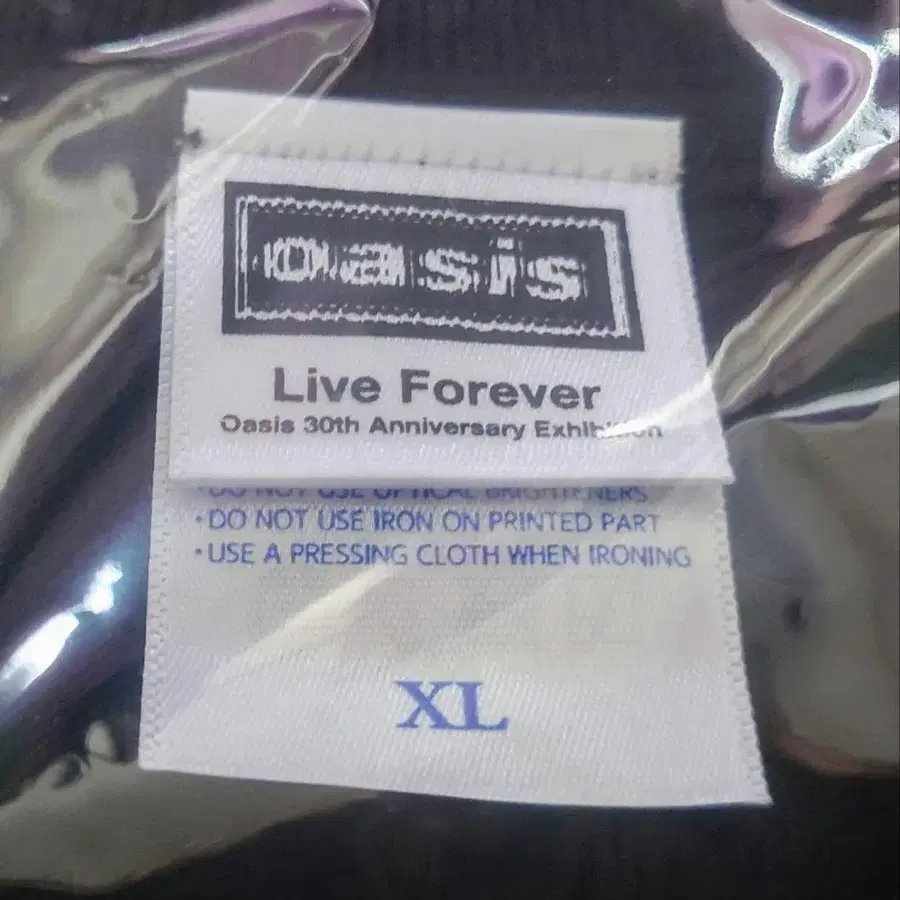 oasis
Live Forever
Oasis 30th Anniversary Exhibition
· DO NOT USE OPTICAL BRIGHTENERS
· DO NOT USE IRON ON PRINTED PART
· USE A PRESSING CLOTH WHEN IRONING
XL